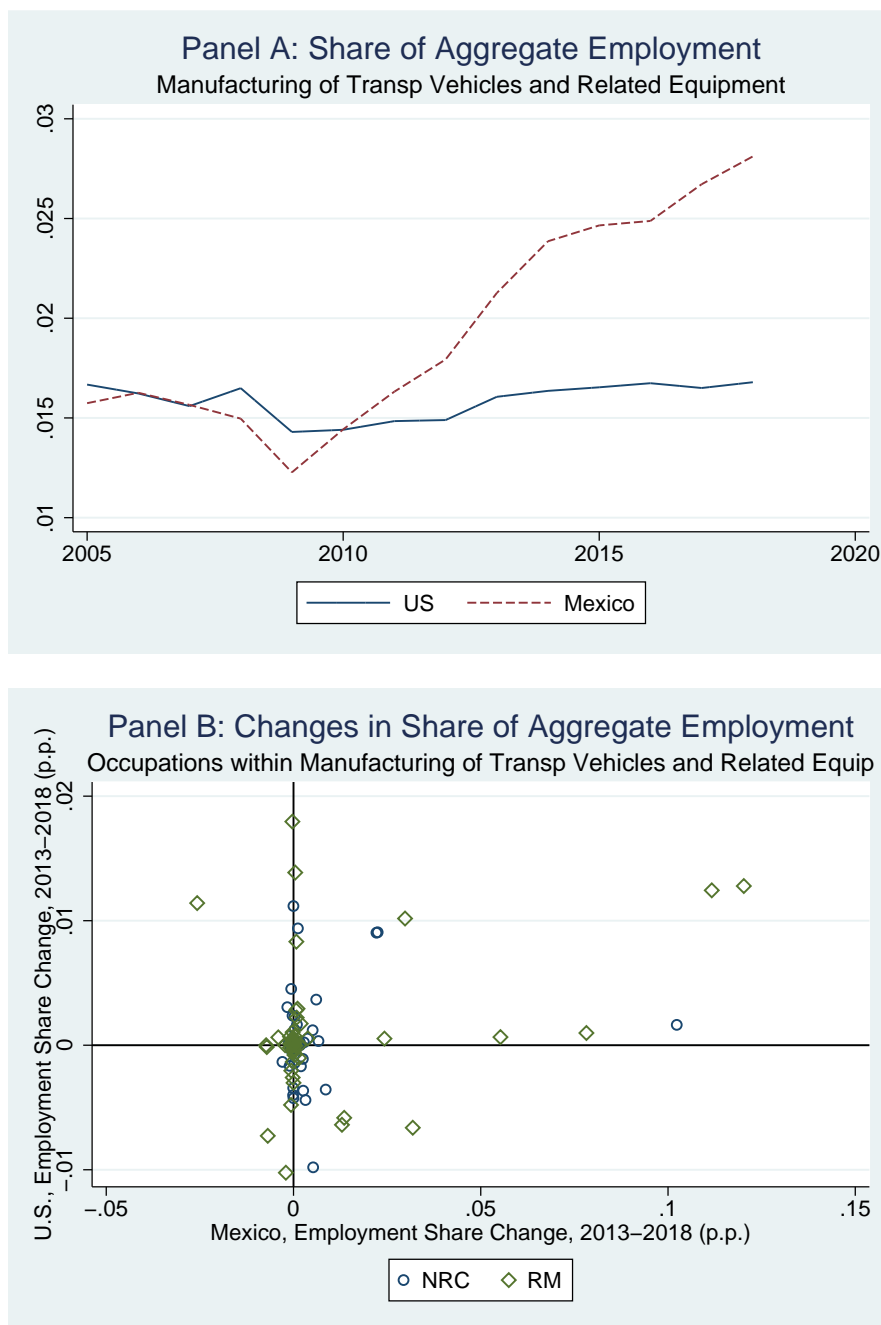 Panel A: Share of Aggregate Employment
Manufacturing of Transp Vehicles and Related Equipment
.03
.025
.02
.015
.01
2005 2010 2015 2020
US Mexico
Panel B: Changes in Share of Aggregate Employment
Occupations within Manufacturing of Transp Vehicles and Related Equip
U.S., Employment Share Change, 2013–2018 (p.p.)
.02
.01
0
−.01
−.05 0 .05 .1 .15
Mexico, Employment Share Change, 2013–2018 (p.p.)
NRC RM